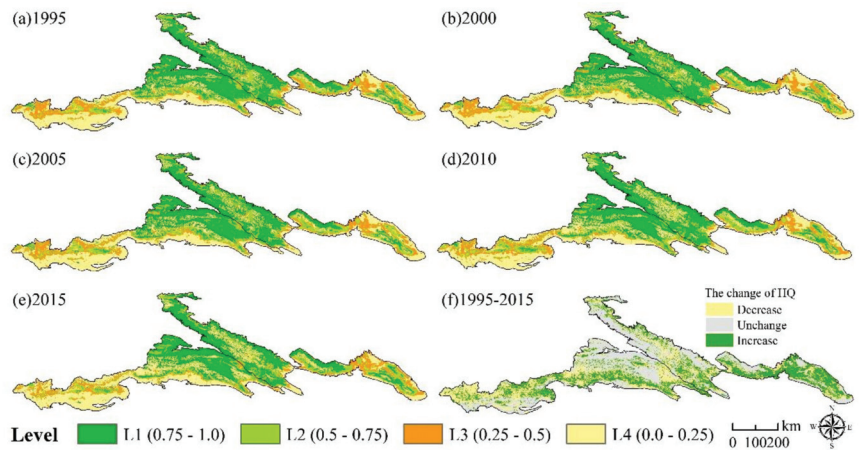 (a)1995
(b)2000
(c)2005
(d)2010
(e)2015
(f)1995-2015
The change of HQ
Decrease
Unchange
Increase
Level L1 (0.75 - 1.0) L2 (0.5 - 0.75) L3 (0.25 - 0.5) L4 (0.0 - 0.25)
km
0 100200
N
W E
S